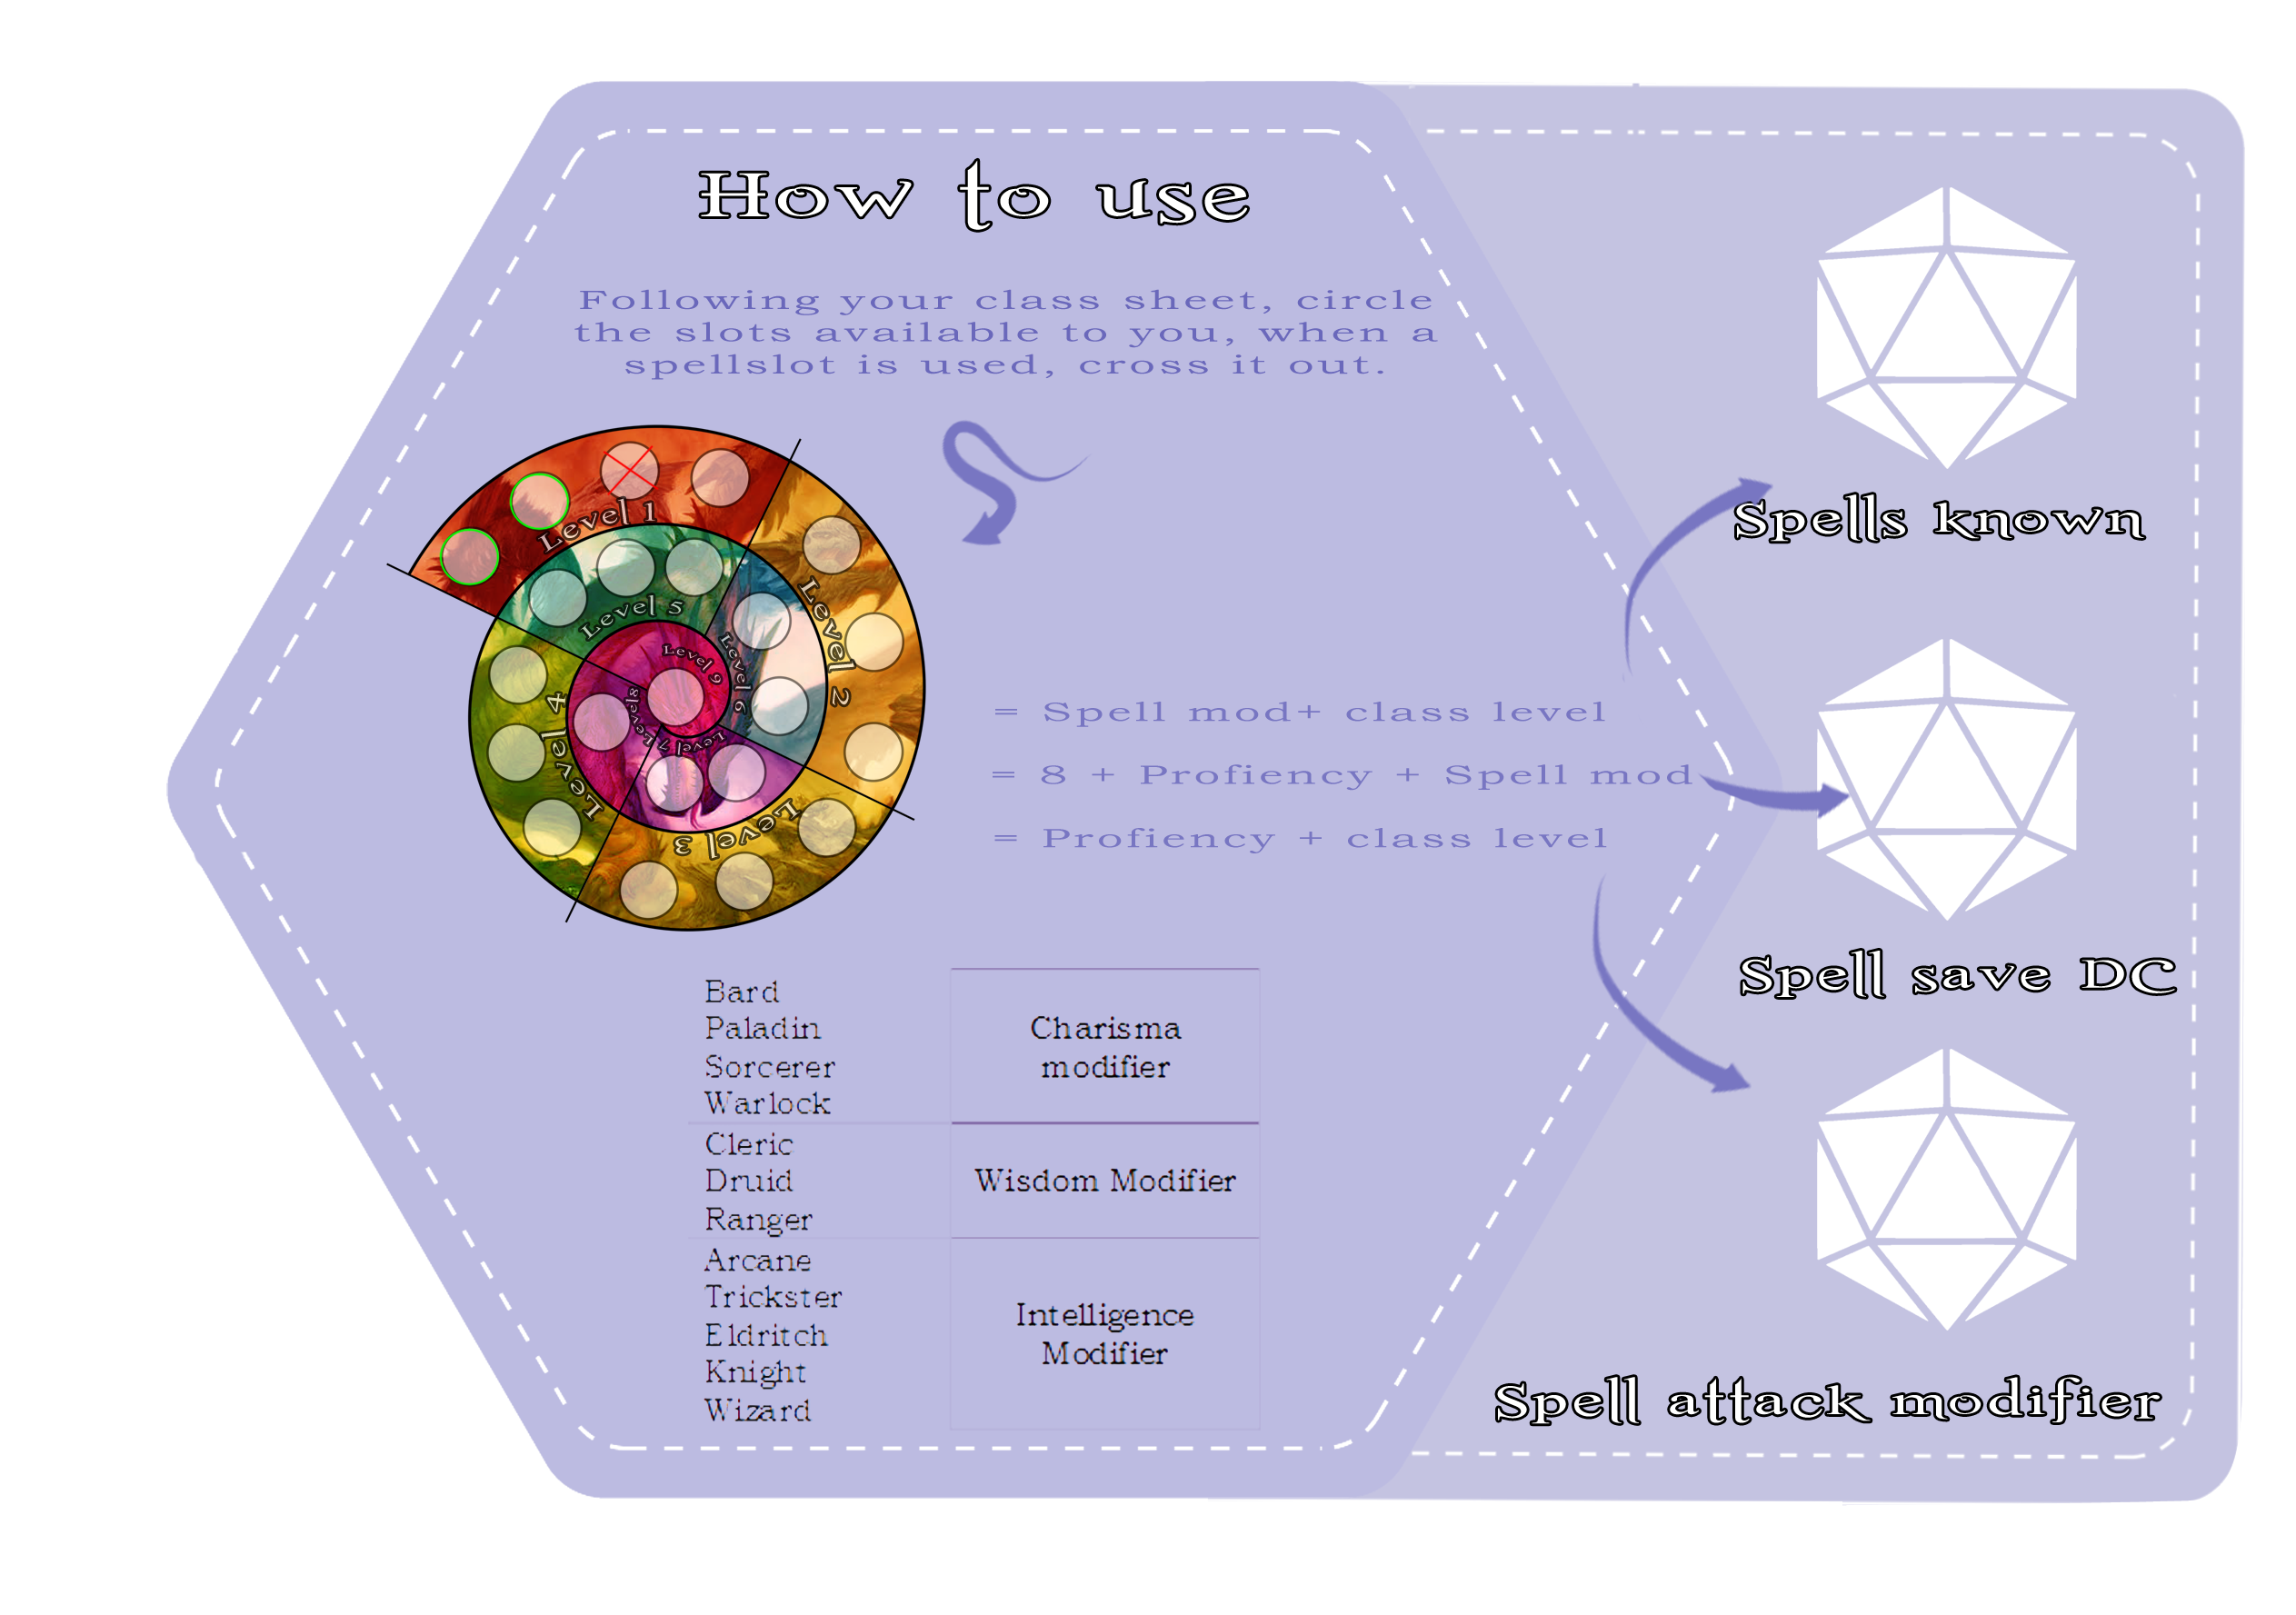 How to use
Following your class sheet, circle
the slots available to you, when a
spellslot is used, cross it out.
Level 1
Level 2
Level 3
Level 4
Level 5
Level 6
Level 7
Level 8
Level 9
= Spell mod+ class level
= 8 + Profiency + Spell mod
= Profiency + class level
Bard
Paladin
Sorcerer
Warlock
Charisma
modifier
Cleric
Druid
Ranger
Wisdom Modifier
Arcane
Trickster
Eldritch
Knight
Wizard
Intelligence
Modifier
Spells known
Spell save DC
Spell attack modifier